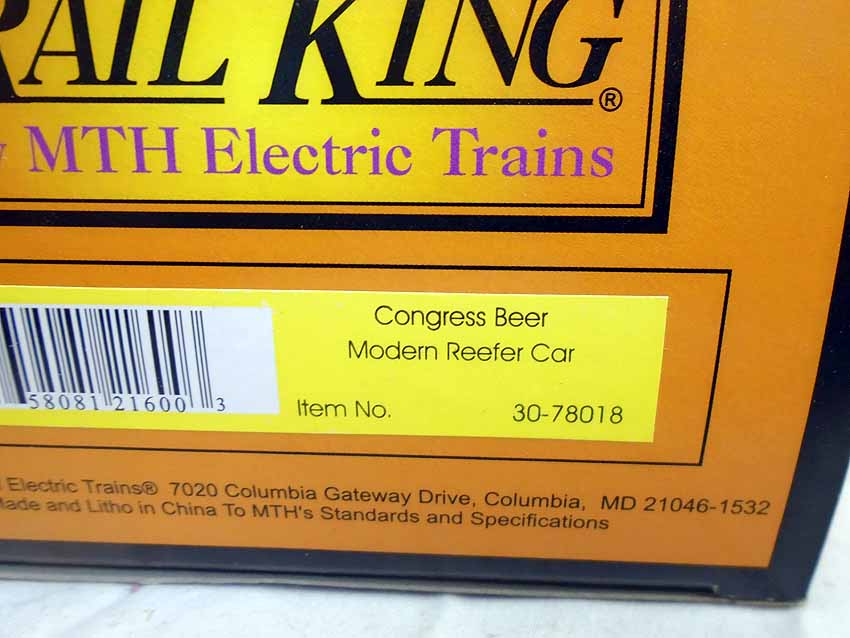 RAIL KING®
MTH Electric Trains
Congress Beer
Modern Reefer Car
58081 21600 3
Item No. 30-78018
Electric Trains® 7020 Columbia Gateway Drive, Columbia, MD 21046-1532
Made and Litho in China To MTH's Standards and Specifications